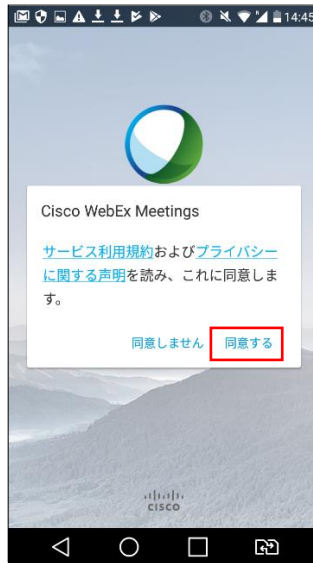 14:45
Cisco WebEx Meetings
サービス利用規約およびプライバシー
に関する声明を読み、これに同意しま
す。
同意しません 同意する
cisco